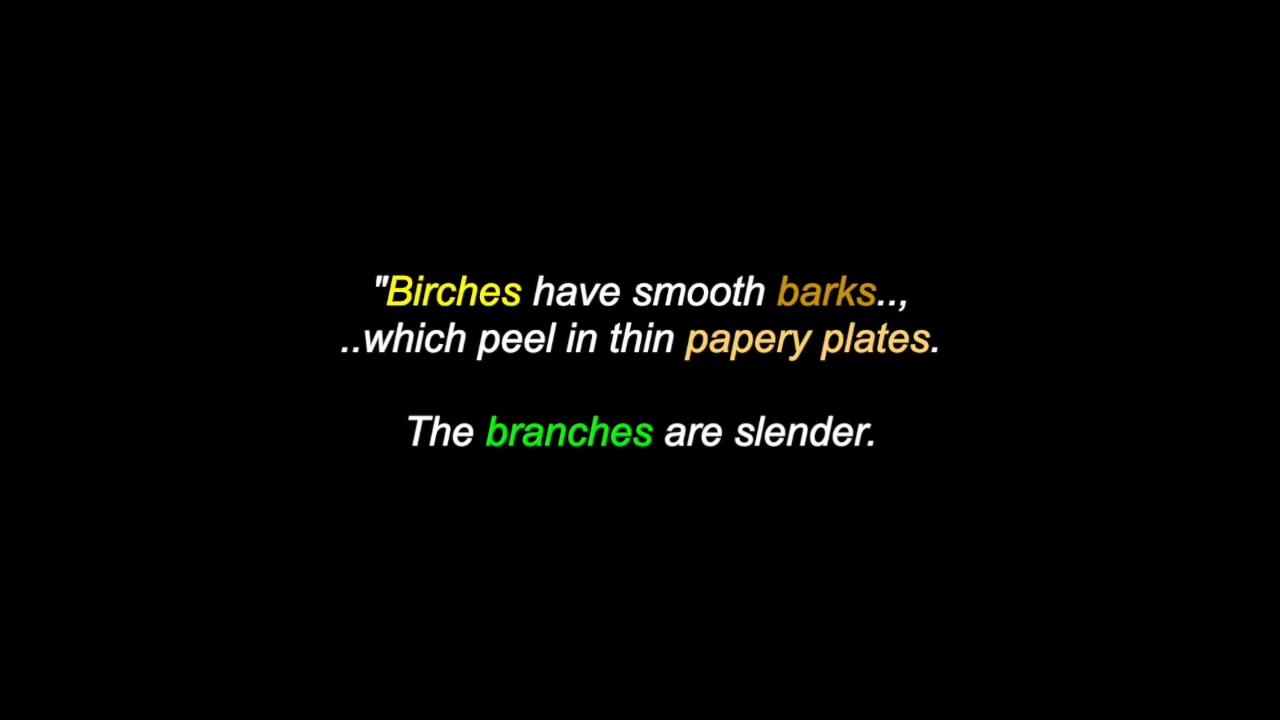 "Birches have smooth barks..,
..which peel in thin papery plates.
The branches are slender.